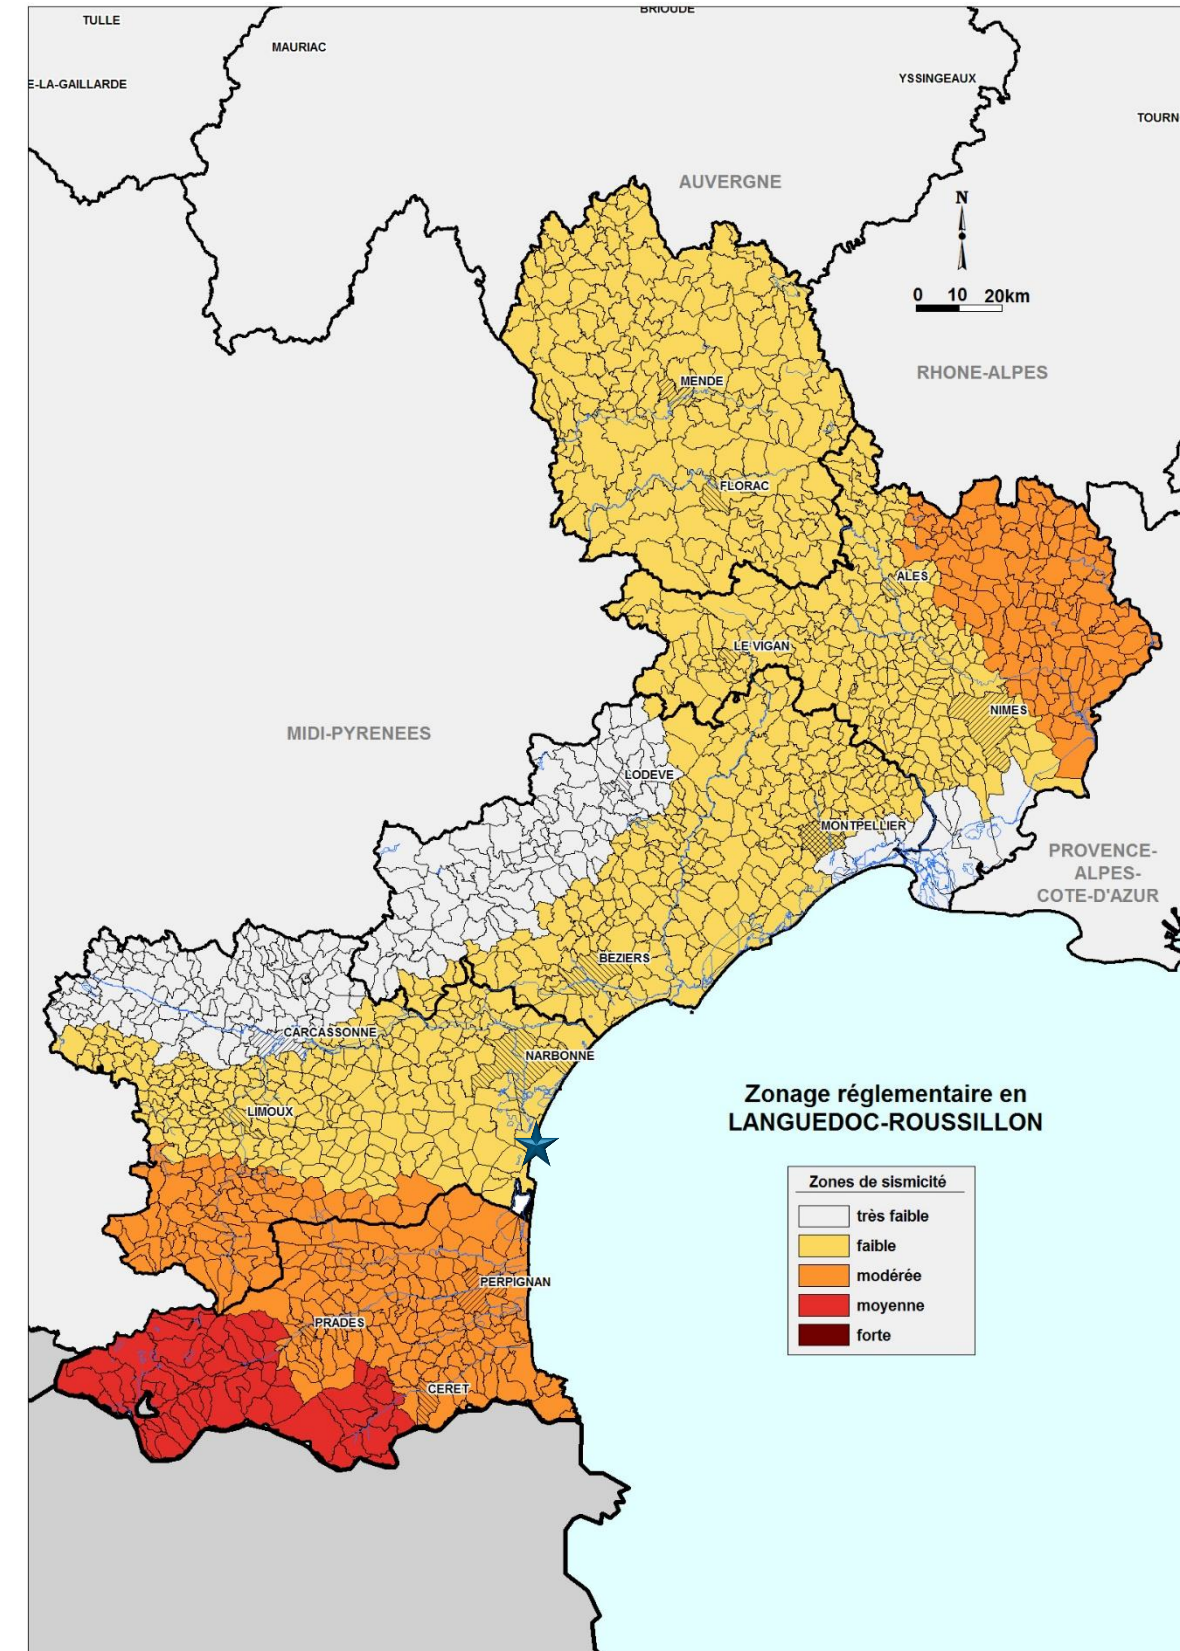 BRIOUDE
TULLE
MAURIAC
E-LA-GAILLARDE
YSSINGEAUX
TOURN
AUVERGNE
N
0 10 20km
RHONE-ALPES
MENDE
FLORAC
ALES
LE VIGAN
NIMES
MIDI-PYRENEES
LODEVE
MONTPELLIER
PROVENCE-
ALPES-
COTE-D'AZUR
BEZIERS
CARCASSONNE
NARBONNE
Zonage réglementaire en
LANGUEDOC-ROUSSILLON
LIMOUX
Zones de sismicité
très faible
faible
modérée
moyenne
forte
PERPIGNAN
PRADES
CERET